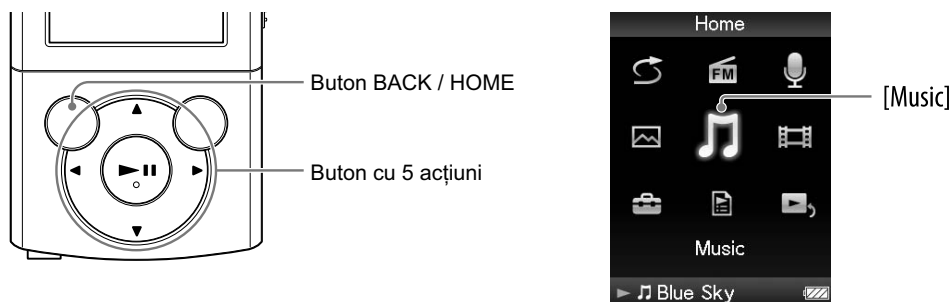 Buton BACK / HOME
Buton cu 5 acțiuni
Home
FM
[Music]
Music
Blue Sky